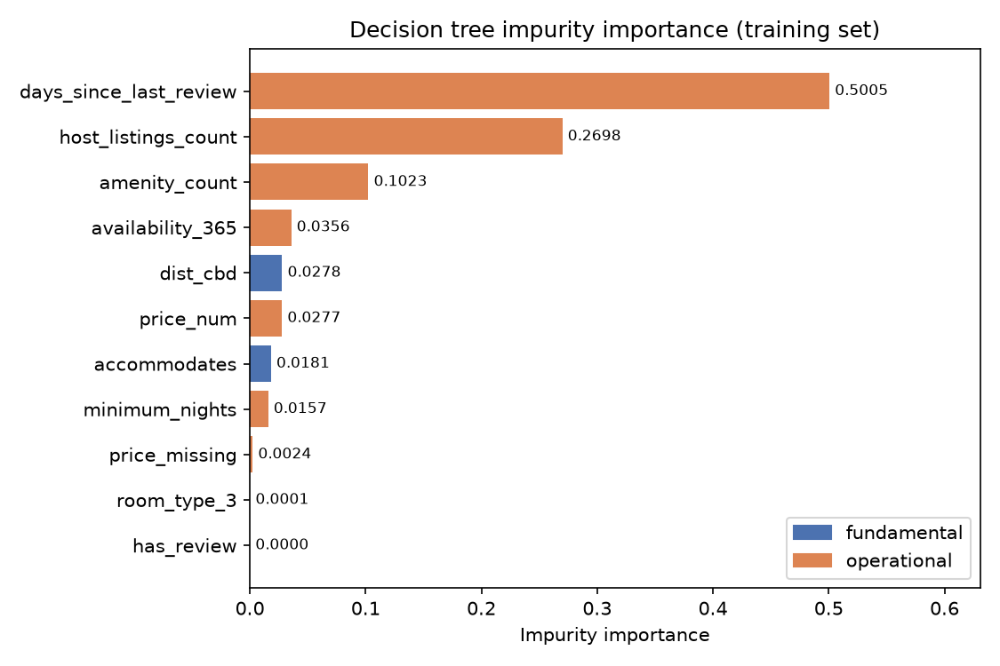 Decision tree impurity importance (training set)
days_since_last_review 0.5005
host_listings_count 0.2698
amenity_count 0.1023
availability_365 0.0356
dist_cbd 0.0278
price_num 0.0277
accommodates 0.0181
minimum_nights 0.0157
price_missing 0.0024
room_type_3 0.0001
has_review 0.0000
fundamental
operational
0.0 0.1 0.2 0.3 0.4 0.5 0.6
Impurity importance